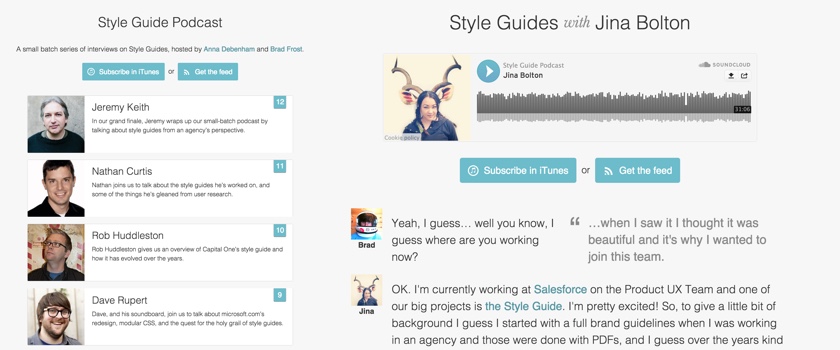 Style Guide Podcast
A small batch series of interviews on Style Guides, hosted by Anna Debenham and Brad Frost.
Subscribe in iTunes or Get the feed
Jeremy Keith
12
In our grand finale, Jeremy wraps up our small-batch podcast by
talking about style guides from an agency's perspective.
Nathan Curtis
11
Nathan joins us to talk about the style guides he's worked on, and
some of the things he's gleaned from user research.
Rob Huddleston
10
Rob Huddleston gives us an overview of Capital One's style guide and
how it has evolved over the years.
Dave Rupert
9
Dave, and his soundboard, join us to talk about microsoft.com's
redesign, modular CSS, and the quest for the holy grail of style guides.
Style Guides with Jina Bolton
Style Guide Podcast
Jina Bolton
SOUNDCLOUD
31:06
Cookie policy
Subscribe in iTunes or Get the feed
Brad
Yeah, I guess… well you know, I
guess where are you working
now?
“ …when I saw it I thought it was
beautiful and it's why I wanted to
join this team.
Jina
OK. I'm currently working at Salesforce on the Product UX Team and one of
our big projects is the Style Guide. I'm pretty excited! So, to give a little bit of
background I guess I started with a full brand guidelines when I was working
in an agency and those were done with PDFs, and I guess over the years kind